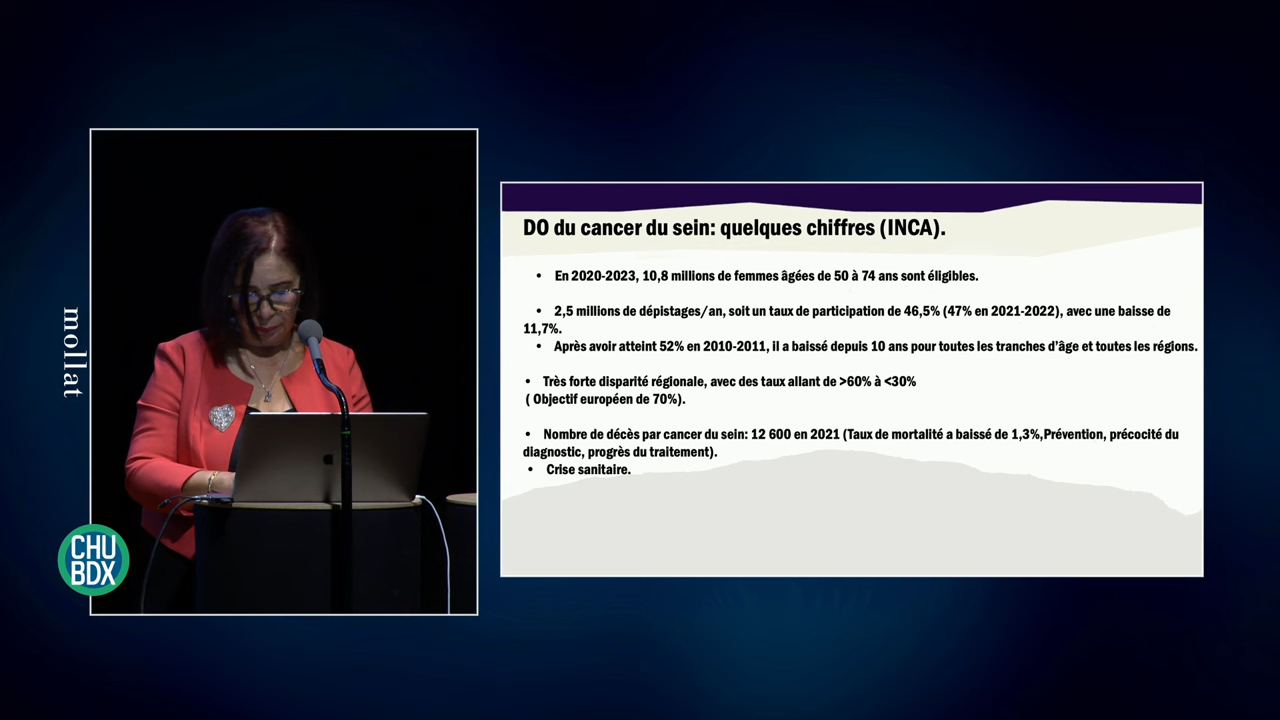 mollat
CHU
BDX
DO du cancer du sein: quelques chiffres (INCA).
• En 2020-2023, 10,8 millions de femmes âgées de 50 à 74 ans sont éligibles.
• 2,5 millions de dépistages/an, soit un taux de participation de 46,5% (47% en 2021-2022), avec une baisse de
11,7%.
• Après avoir atteint 52% en 2010-2011, il a baissé depuis 10 ans pour toutes les tranches d'âge et toutes les régions.
• Très forte disparité régionale, avec des taux allant de >60% à <30%
( Objectif européen de 70%).
• Nombre de décès par cancer du sein: 12 600 en 2021 (Taux de mortalité a baissé de 1,3%,Prévention, précocité du
diagnostic, progrès du traitement).
• Crise sanitaire.